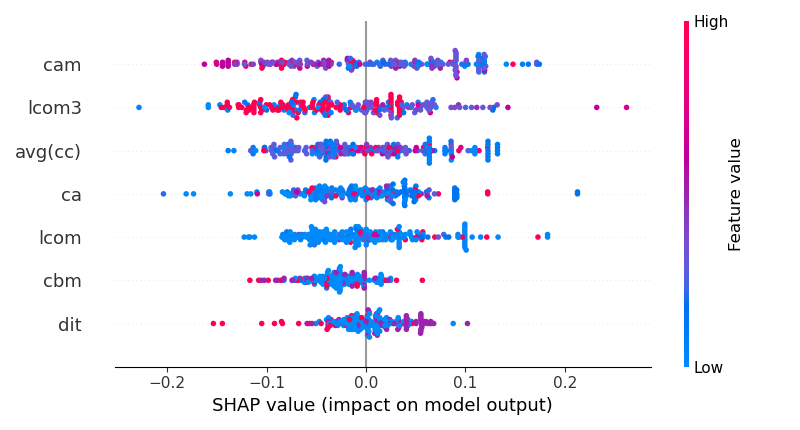 High
cam
lcom3
avg(cc)
ca
lcom
cbm
dit
Feature value
Low
−0.2 −0.1 0.0 0.1 0.2
SHAP value (impact on model output)